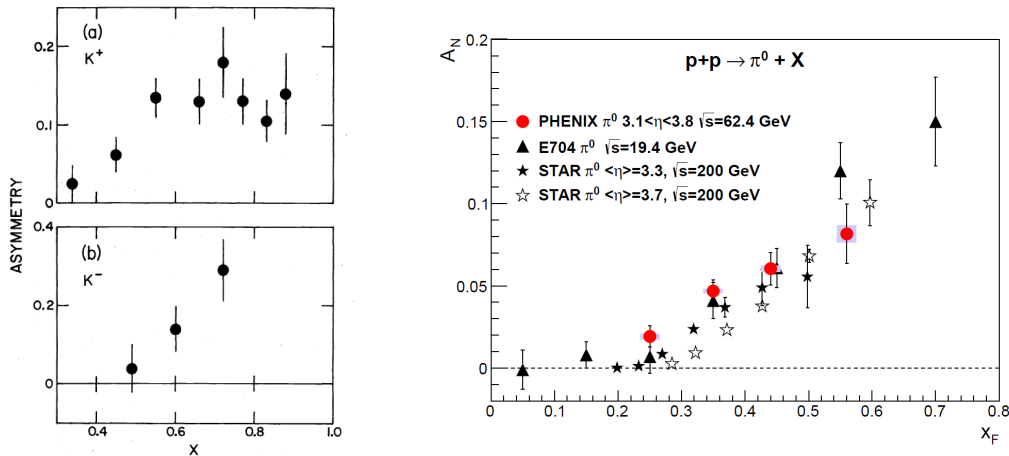 (a)
K+
0.2
0.1
0
ASYMMETRY
0.4
(b)
K-
0.2
0
0.4 0.6 0.8 1.0
X
A_N
p+p → π⁰ + X
PHENIX π⁰ 3.1<η<3.8 √s=62.4 GeV
E704 π⁰ √s=19.4 GeV
STAR π⁰ <η>=3.3, √s=200 GeV
STAR π⁰ <η>=3.7, √s=200 GeV
0.2
0.15
0.1
0.05
0
0 0.1 0.2 0.3 0.4 0.5 0.6 0.7 0.8
x_F